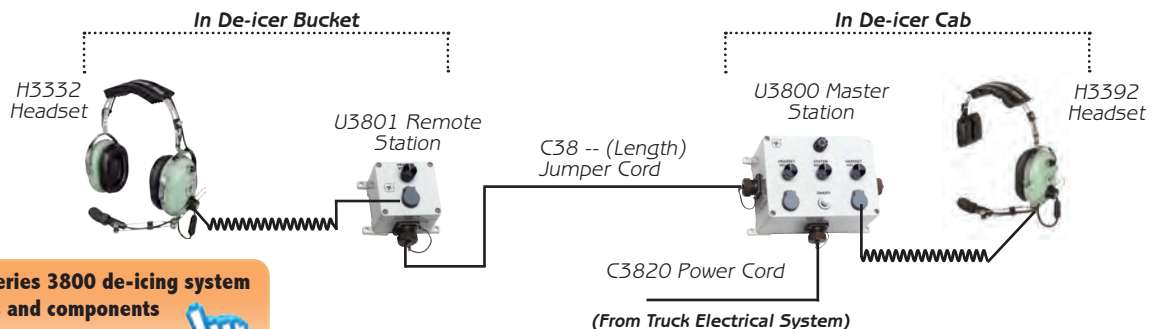 In De-icer Bucket
In De-icer Cab
H3332
Headset
U3801 Remote
Station
C38 -- (Length)
Jumper Cord
U3800 Master
Station
H3392
Headset
C3820 Power Cord
(From Truck Electrical System)
eries 3800 de-icing system
and components